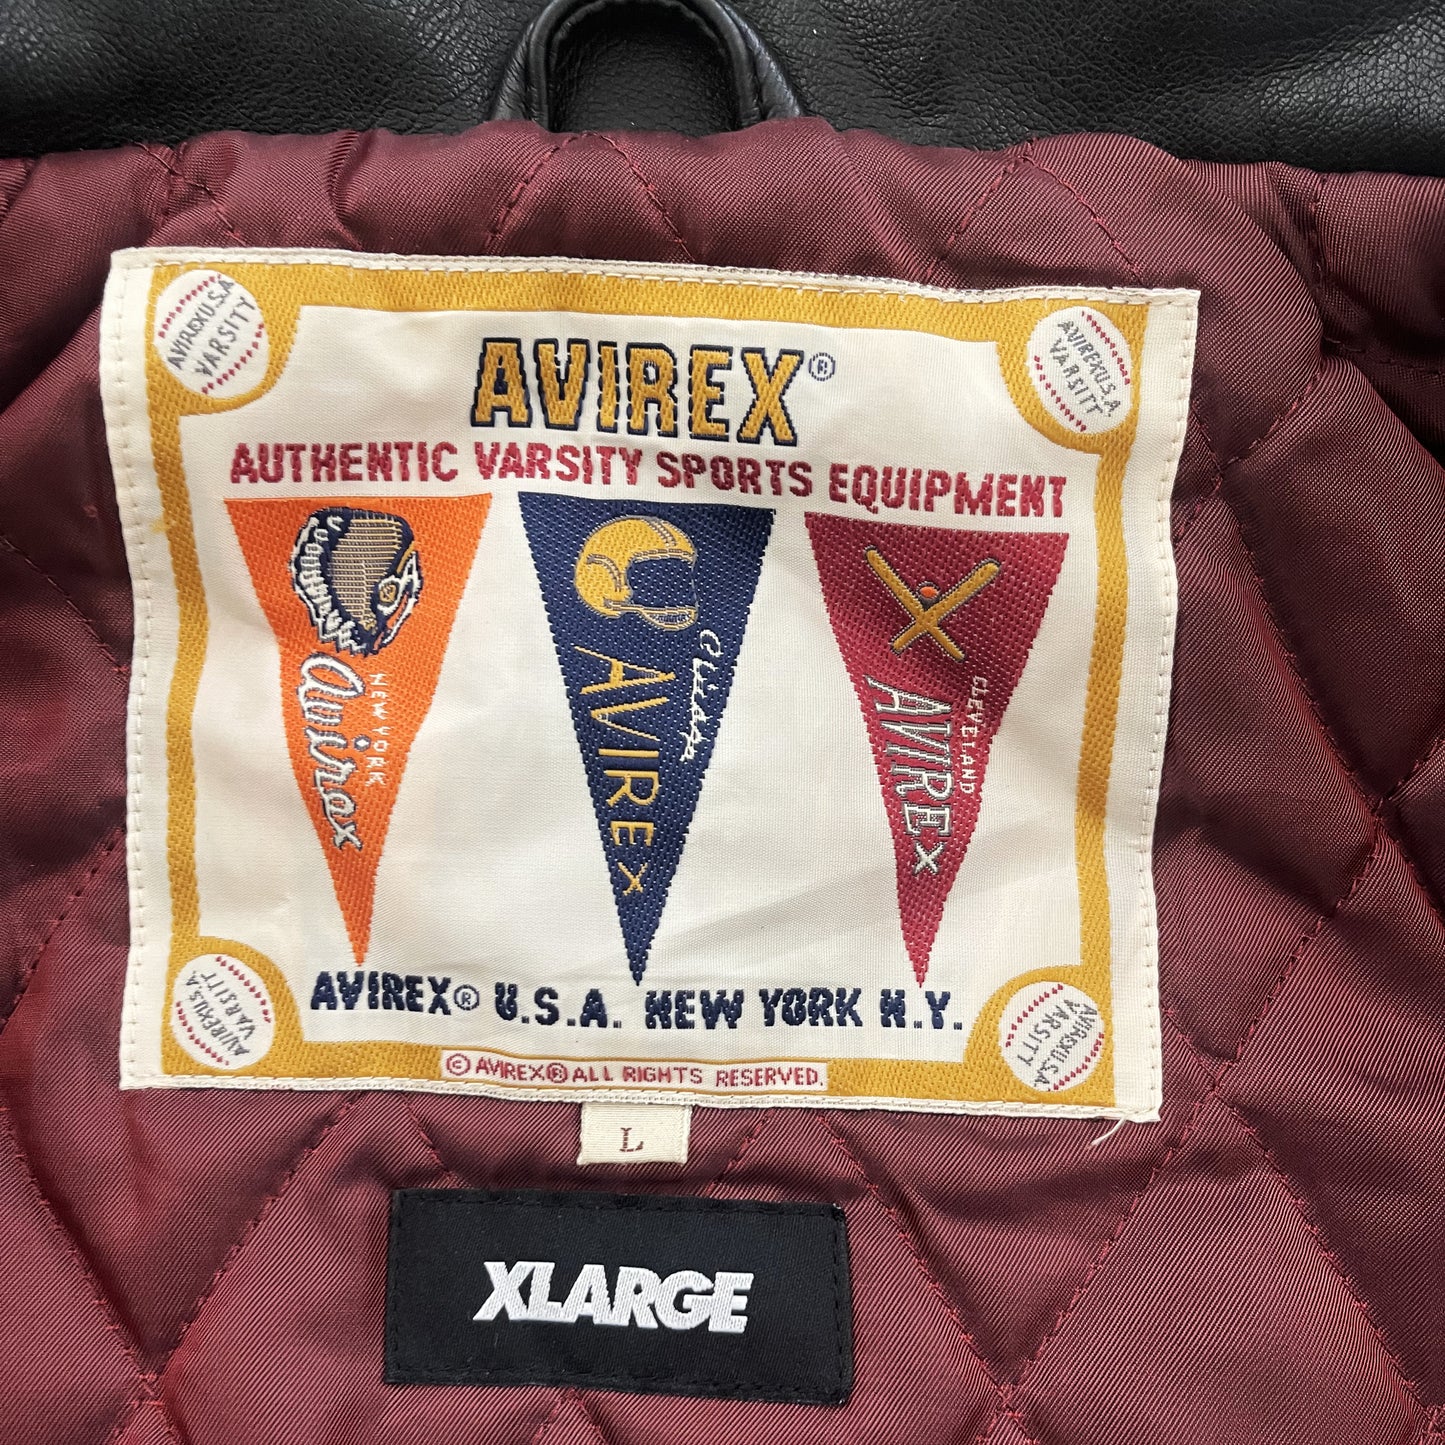 AVIREX U.S.A.
VARSITY
AVIREX U.S.A.
VARSITY
AVIREX®
AUTHENTIC VARSITY SPORTS EQUIPMENT
NEW YORK
Avirex
Chicago
AVIREX
CLEVELAND
AVIREX
AVIREX® U.S.A. NEW YORK N.Y.
AVIREX U.S.A.
VARSITY
AVIREX U.S.A.
VARSITY
© AVIREX® ALL RIGHTS RESERVED.
L
XLARGE